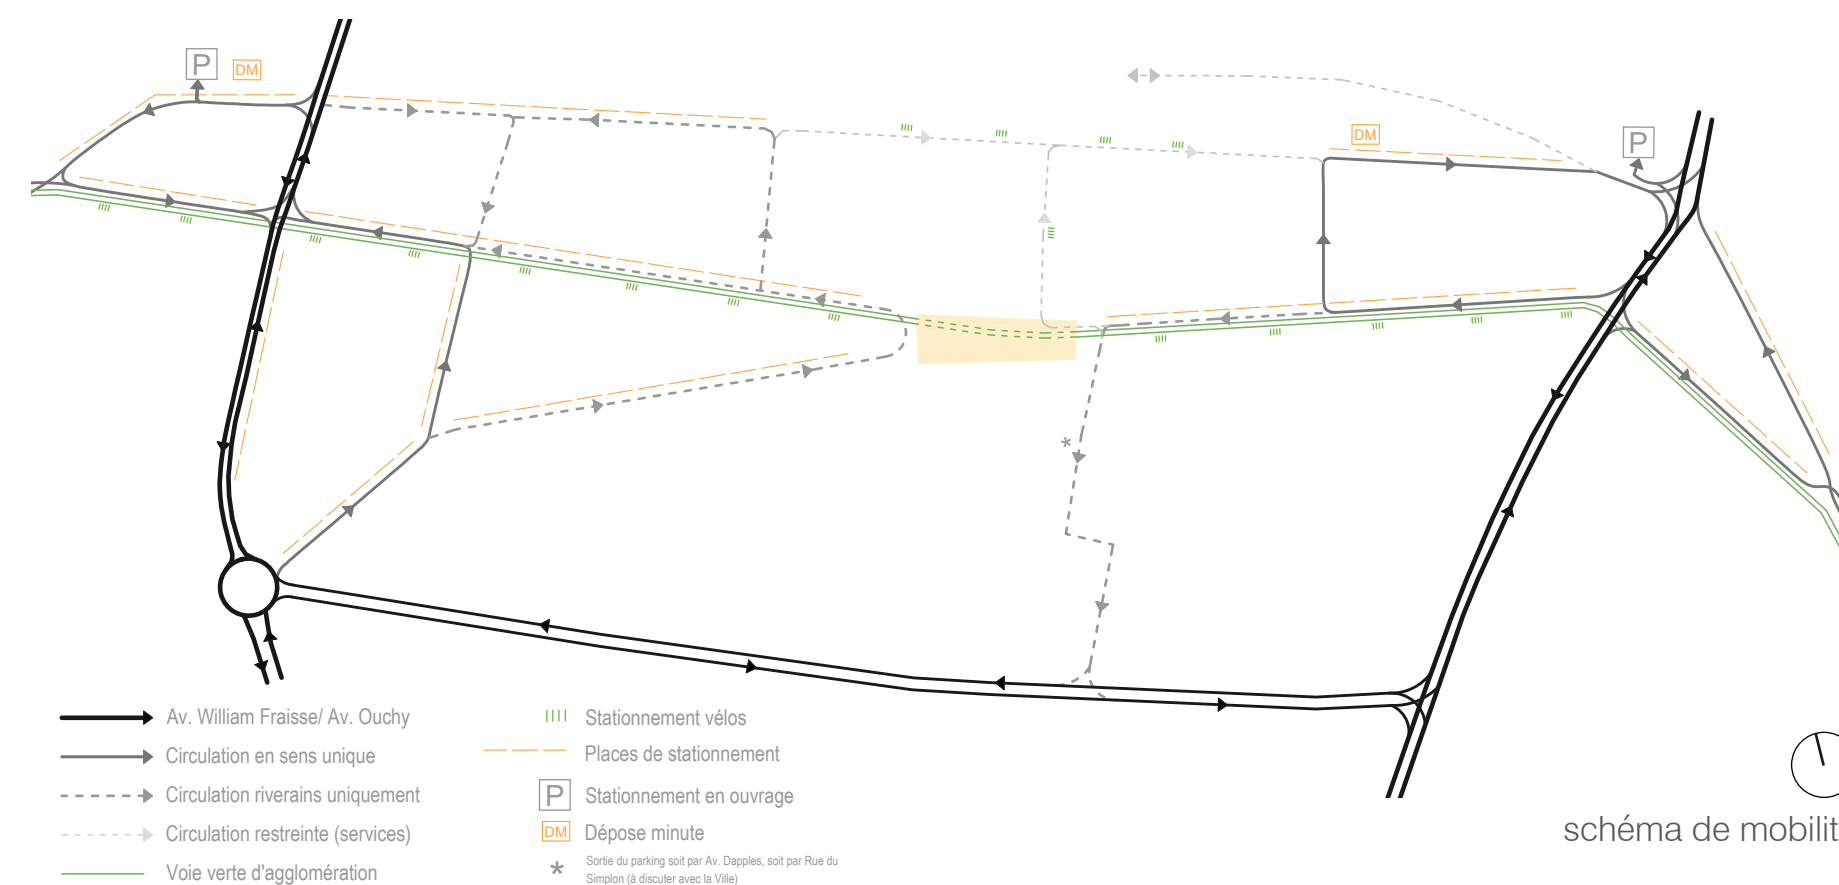 P
DM
DM
P
*
Av. William Fraisse/ Av. Ouchy
Circulation en sens unique
Circulation riverains uniquement
Circulation restreinte (services)
Voie verte d'agglomération
Stationnement vélos
Places de stationnement
P Stationnement en ouvrage
DM Dépose minute
* Sortie du parking soit par Av. Dapples, soit par Rue du
Simplon (à discuter avec la Ville)
schéma de mobilit